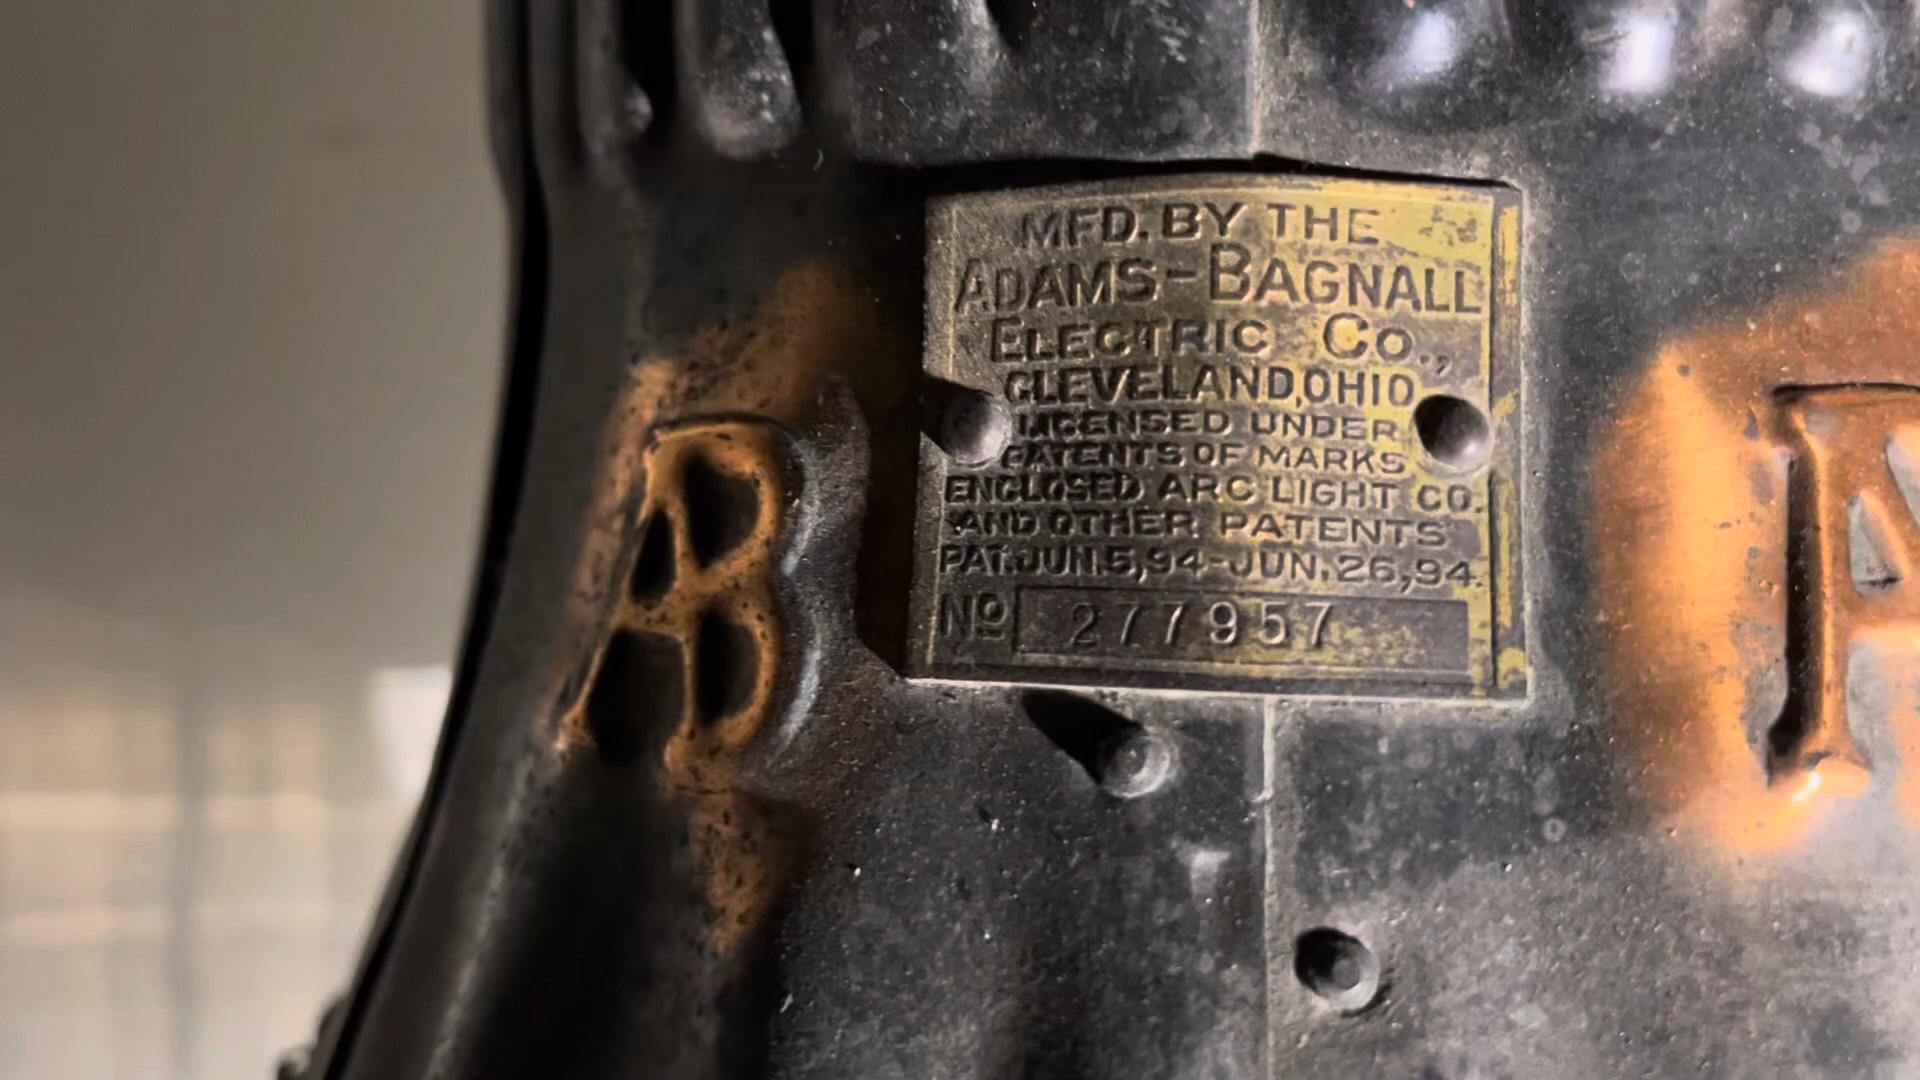 MFD. BY THE
ADAMS-BAGNALL
ELECTRIC CO.,
CLEVELAND, OHIO
LICENSED UNDER
PATENTS OF MARKS
ENCLOSED ARC LIGHT CO.
AND OTHER PATENTS
PAT. JUN. 5, 94-JUN. 26, 94.
No 277957
AB